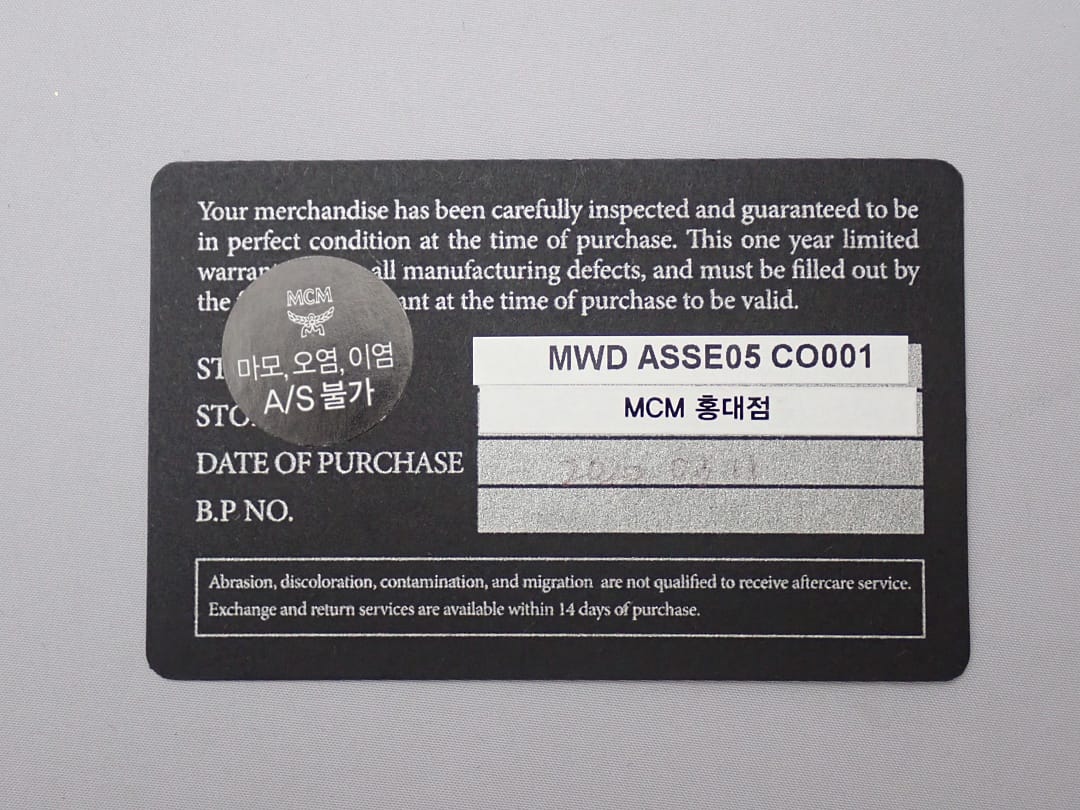 Your merchandise has been carefully inspected and guaranteed to be
in perfect condition at the time of purchase. This one year limited
all manufacturing defects, and must be filled out by
the at the time of purchase to be valid.
MCM
마모, 오염, 이염
A/S 불가
MWD ASSE05 CO001
MCM 홍대점
DATE OF PURCHASE
B.P NO.
Abrasion, discoloration, contamination, and migration are not qualified to receive aftercare service.
Exchange and return services are available within 14 days of purchase.